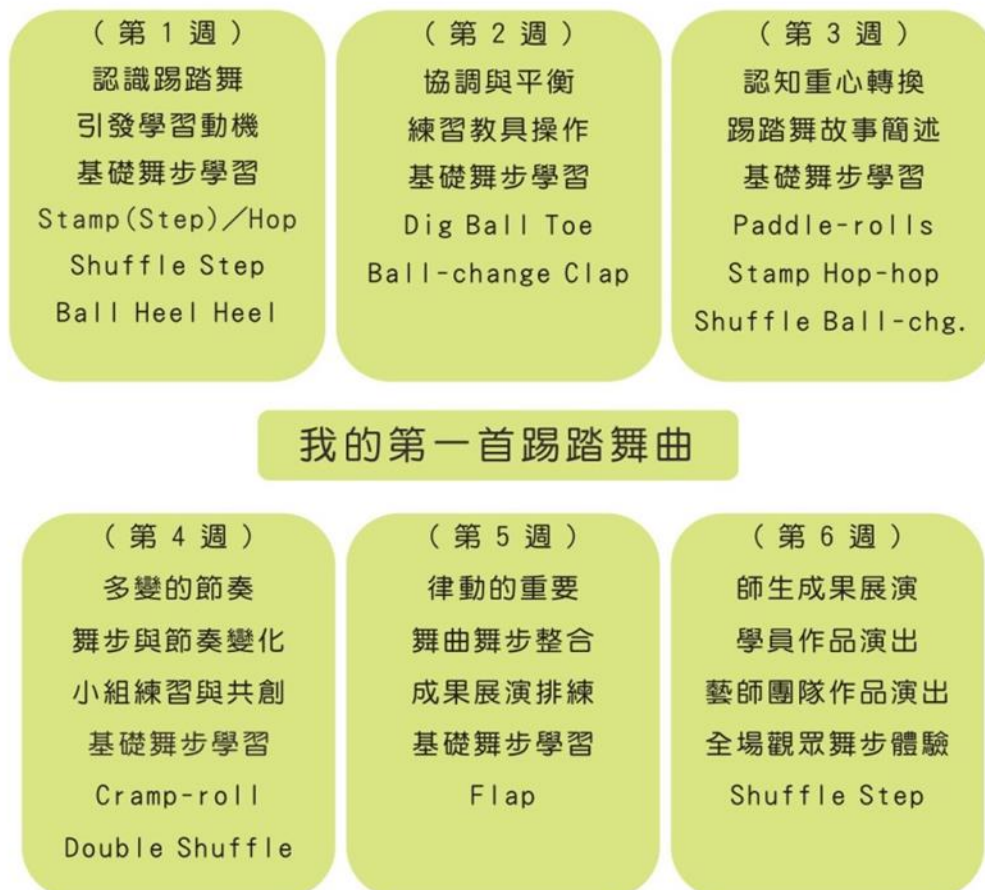 （第1週）
認識踢踏舞
引發學習動機
基礎舞步學習
Stamp(Step)／Hop
Shuffle Step
Ball Heel Heel
（第2週）
協調與平衡
練習教具操作
基礎舞步學習
Dig Ball Toe
Ball-change Clap
（第3週）
認知重心轉換
踢踏舞故事簡述
基礎舞步學習
Paddle-rolls
Stamp Hop-hop
Shuffle Ball-chg.
我的第一首踢踏舞曲
（第4週）
多變的節奏
舞步與節奏變化
小組練習與共創
基礎舞步學習
Cramp-roll
Double Shuffle
（第5週）
律動的重要
舞曲舞步整合
成果展演排練
基礎舞步學習
Flap
（第6週）
師生成果展演
學員作品演出
藝師團隊作品演出
全場觀眾舞步體驗
Shuffle Step